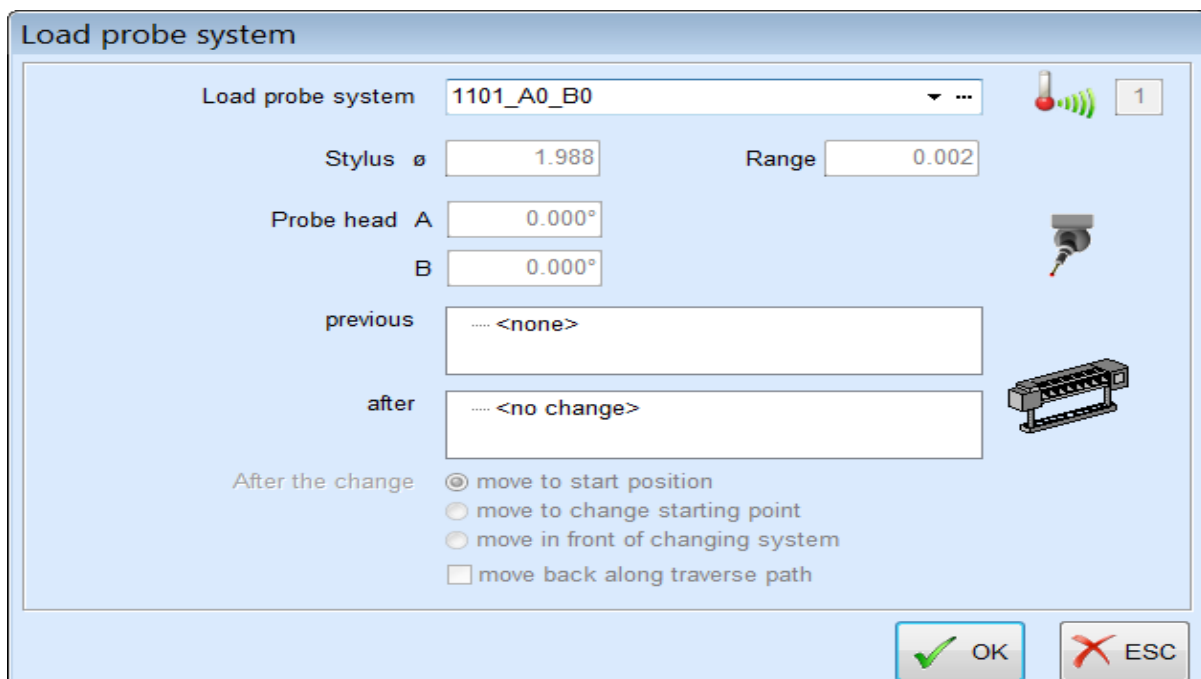 Load probe system
Load probe system 1101_A0_B0 ... 1
Stylus ø 1.988 Range 0.002
Probe head A 0.000°
B 0.000°
previous <none>
after <no change>
After the change move to start position
move to change starting point
move in front of changing system
move back along traverse path
OK ESC